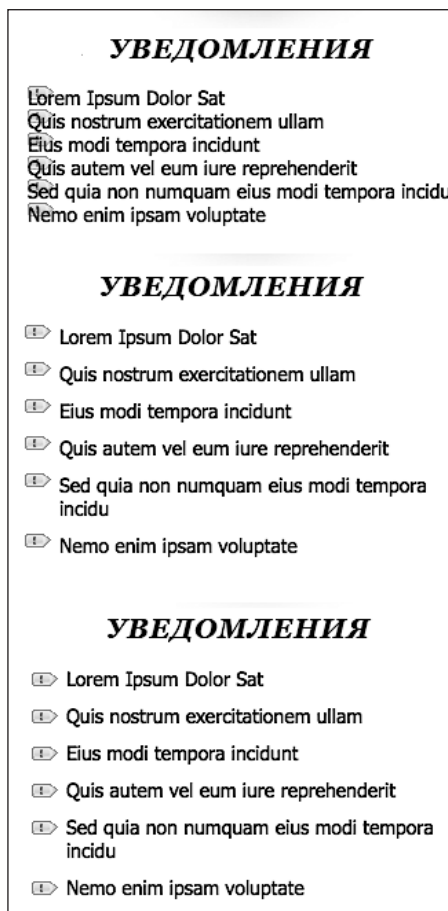 УВЕДОМЛЕНИЯ
Lorem Ipsum Dolor Sat
Quis nostrum exercitationem ullam
Eius modi tempora incidunt
Quis autem vel eum iure reprehenderit
Sed quia non numquam eius modi tempora incidu
Nemo enim ipsam voluptate
УВЕДОМЛЕНИЯ
Lorem Ipsum Dolor Sat
Quis nostrum exercitationem ullam
Eius modi tempora incidunt
Quis autem vel eum iure reprehenderit
Sed quia non numquam eius modi tempora
incidu
Nemo enim ipsam voluptate
УВЕДОМЛЕНИЯ
Lorem Ipsum Dolor Sat
Quis nostrum exercitationem ullam
Eius modi tempora incidunt
Quis autem vel eum iure reprehenderit
Sed quia non numquam eius modi tempora
incidu
Nemo enim ipsam voluptate